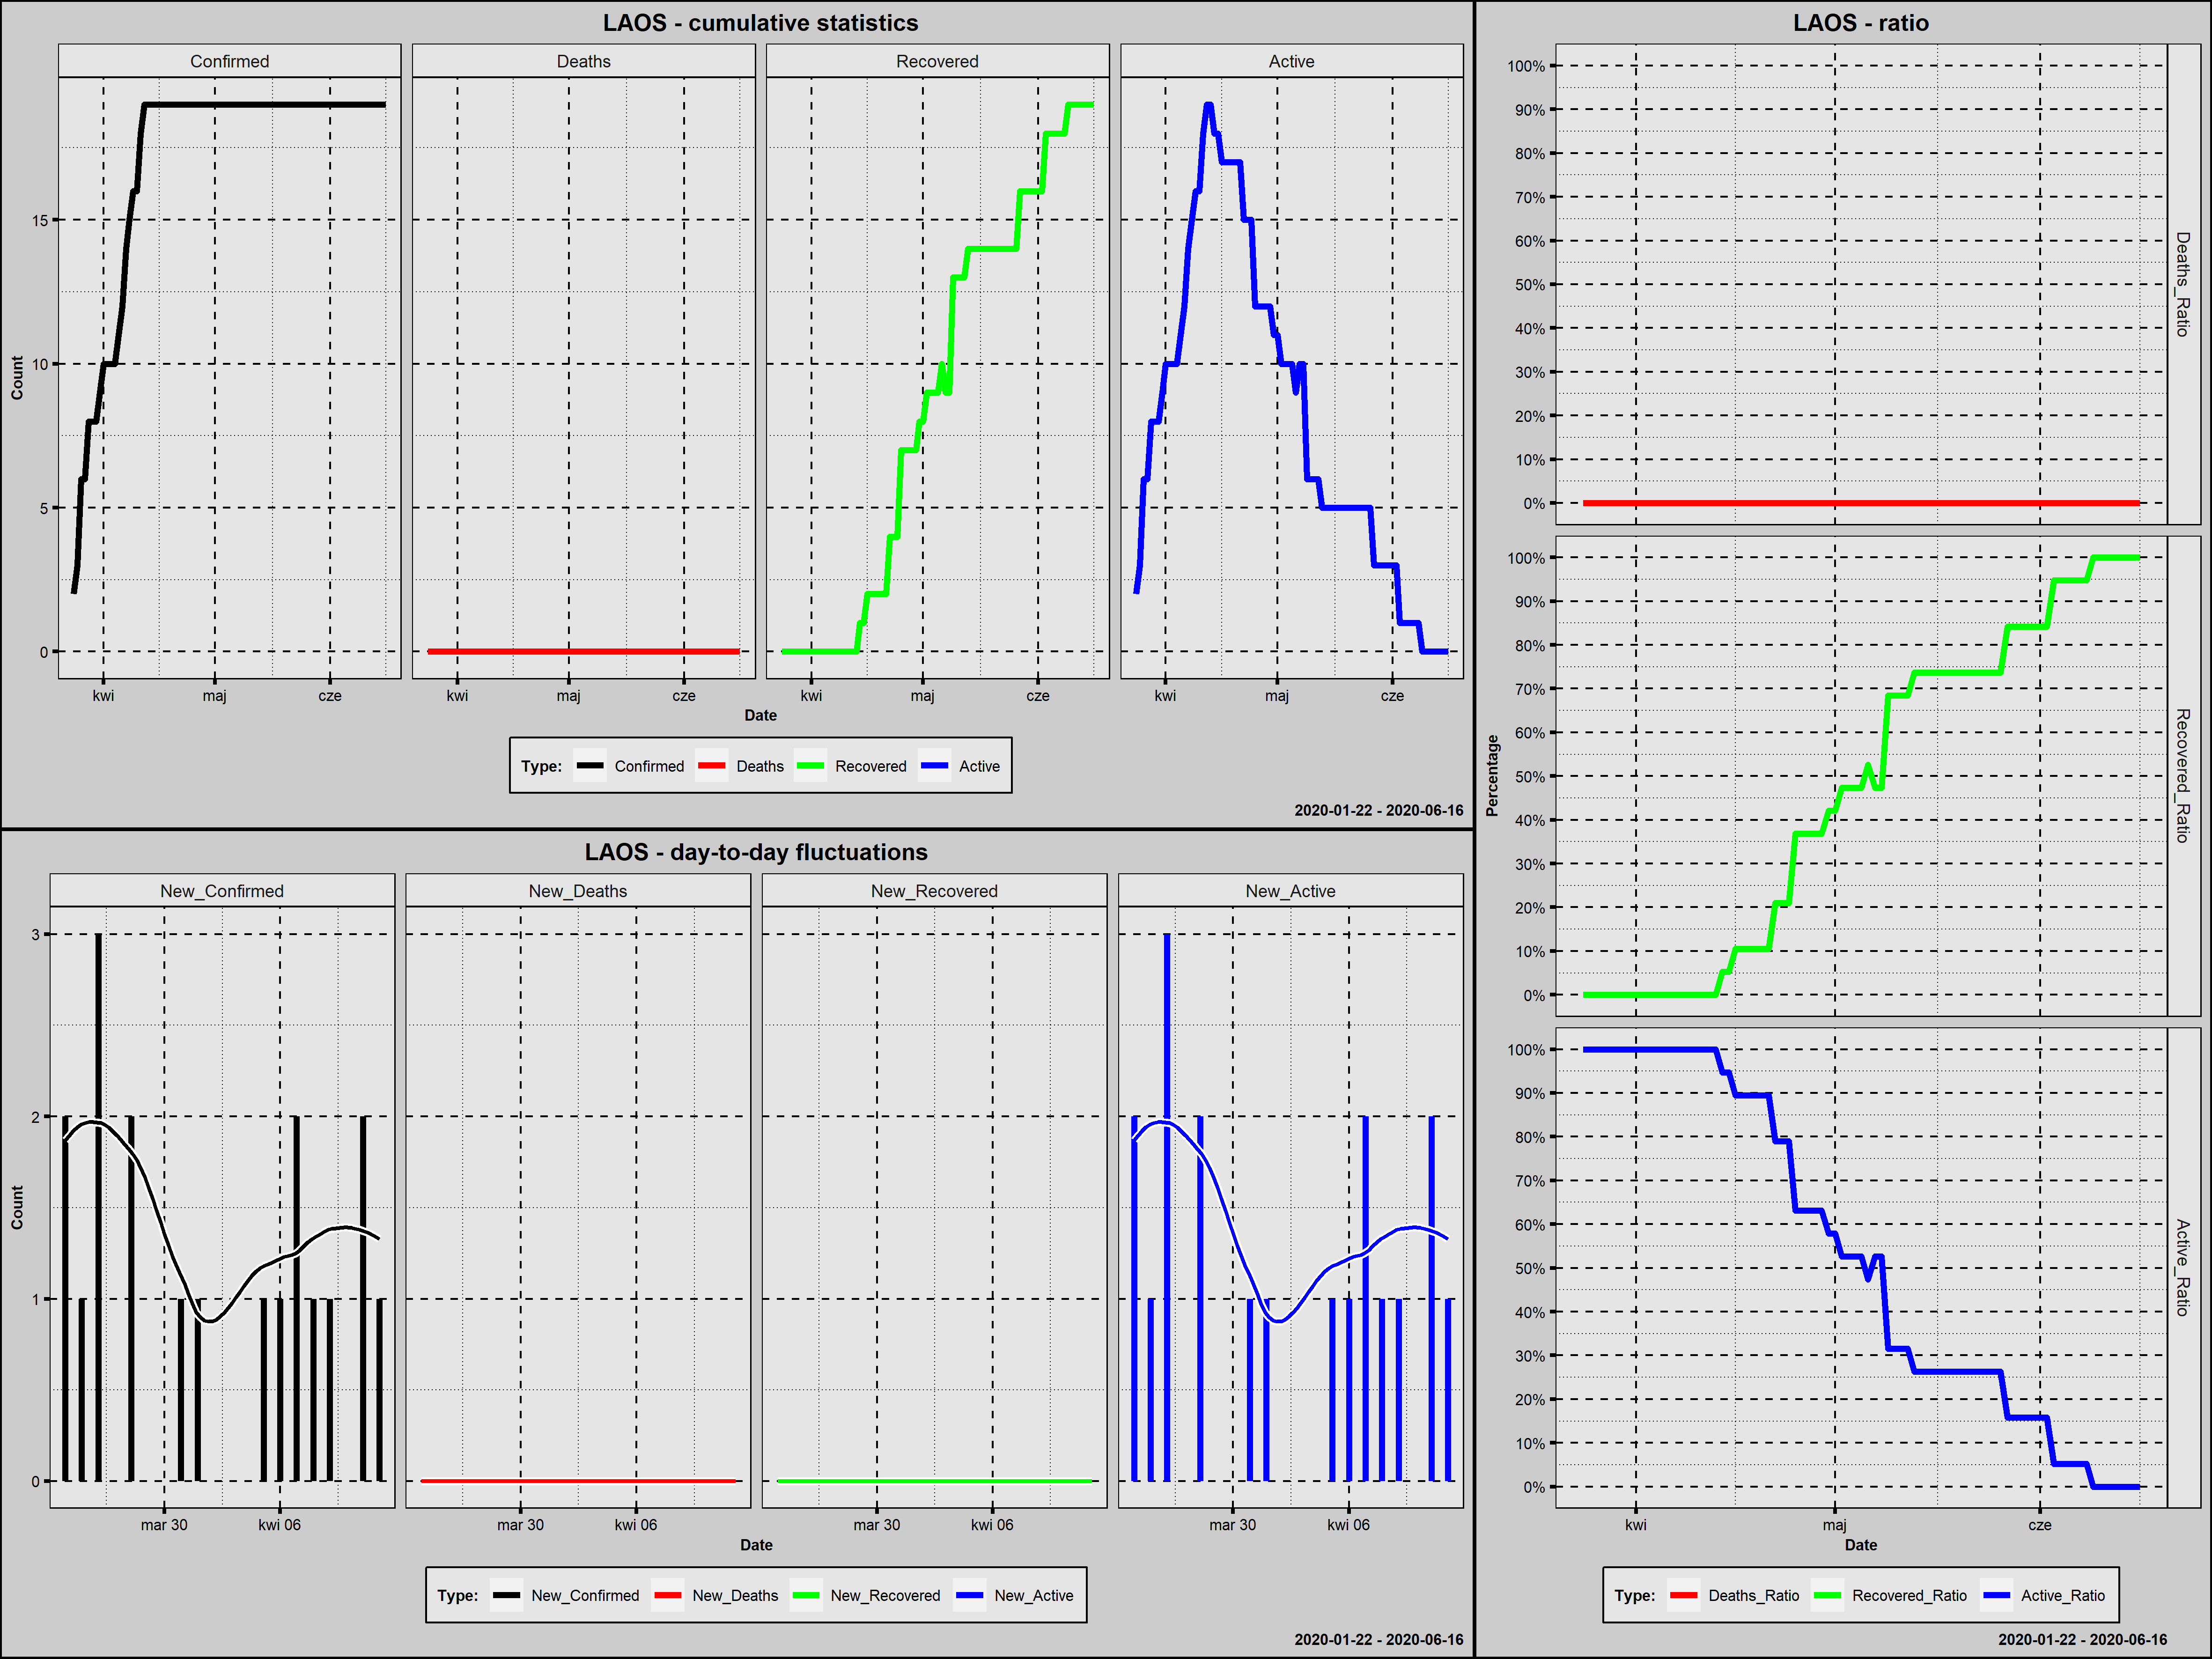 LAOS - cumulative statistics
Confirmed Deaths Recovered Active
Count
15
10
5
0
kwi maj cze kwi maj cze kwi maj cze kwi maj cze
Date
Type: Confirmed Deaths Recovered Active
2020-01-22 - 2020-06-16
LAOS - day-to-day fluctuations
New_Confirmed New_Deaths New_Recovered New_Active
Count
3
2
1
0
mar 30 kwi 06 mar 30 kwi 06 mar 30 kwi 06 mar 30 kwi 06
Date
Type: New_Confirmed New_Deaths New_Recovered New_Active
2020-01-22 - 2020-06-16
LAOS - ratio
Percentage
100%
90%
80%
70%
60%
50%
40%
30%
20%
10%
0%
Deaths_Ratio
100%
90%
80%
70%
60%
50%
40%
30%
20%
10%
0%
Recovered_Ratio
100%
90%
80%
70%
60%
50%
40%
30%
20%
10%
0%
Active_Ratio
kwi maj cze
Date
Type: Deaths_Ratio Recovered_Ratio Active_Ratio
2020-01-22 - 2020-06-16